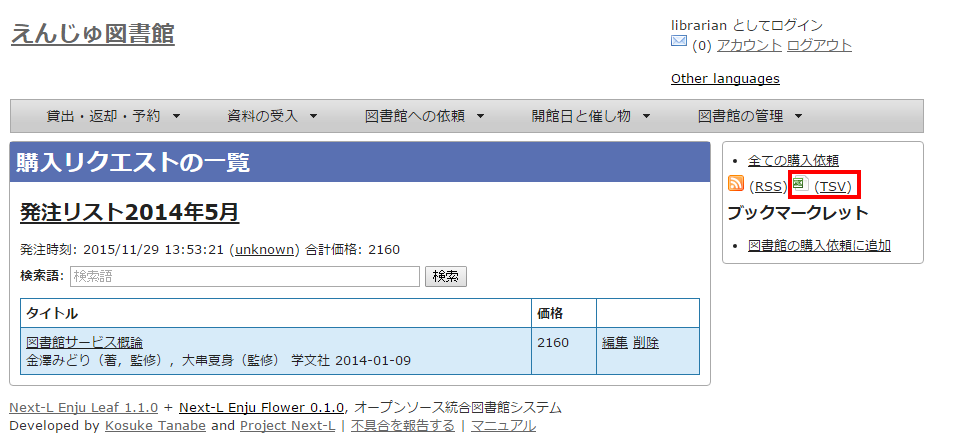 えんじゅ図書館
librarian としてログイン
(0) アカウント ログアウト
Other languages
貸出・返却・予約 資料の受入 図書館への依頼 開館日と催し物 図書館の管理
購入リクエストの一覧
発注リスト2014年5月
発注時刻: 2015/11/29 13:53:21 (unknown) 合計価格: 2160
検索語: 検索語 検索
タイトル 価格
図書館サービス概論 2160 編集 削除
金澤みどり（著，監修），大串夏身（監修） 学文社 2014-01-09
全ての購入依頼
(RSS) (TSV)
ブックマークレット
図書館の購入依頼に追加
Next-L Enju Leaf 1.1.0 + Next-L Enju Flower 0.1.0, オープンソース統合図書館システム
Developed by Kosuke Tanabe and Project Next-L | 不具合を報告する | マニュアル